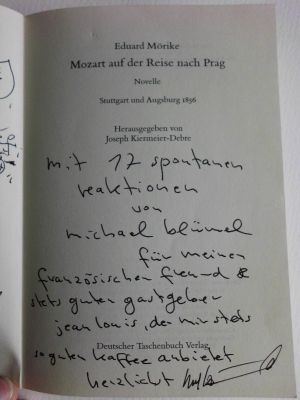 Eduard Mörike
Mozart auf der Reise nach Prag
Novelle
Stuttgart und Augsburg 1856
Herausgegeben von
Joseph Kiermeier-Debre
mit 17 spontanen
reaktionen
von
michael blümel
für meinen
französischen freund &
stets guten gastgeber
jean louis, der mir stets
so guten kaffee anbietet
Deutscher Taschenbuch Verlag
herzlichst